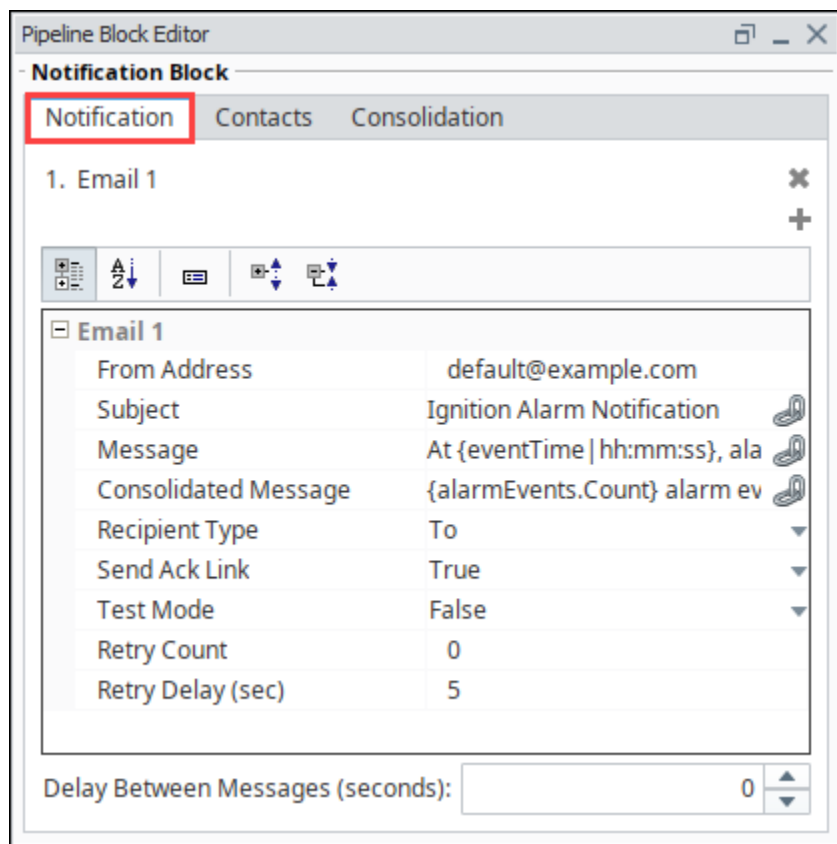 Pipeline Block Editor
Notification Block
Notification Contacts Consolidation
1. Email 1
Email 1
From Address default@example.com
Subject Ignition Alarm Notification
Message At {eventTime|hh:mm:ss}, ala
Consolidated Message {alarmEvents.Count} alarm ev
Recipient Type To
Send Ack Link True
Test Mode False
Retry Count 0
Retry Delay (sec) 5
Delay Between Messages (seconds): 0